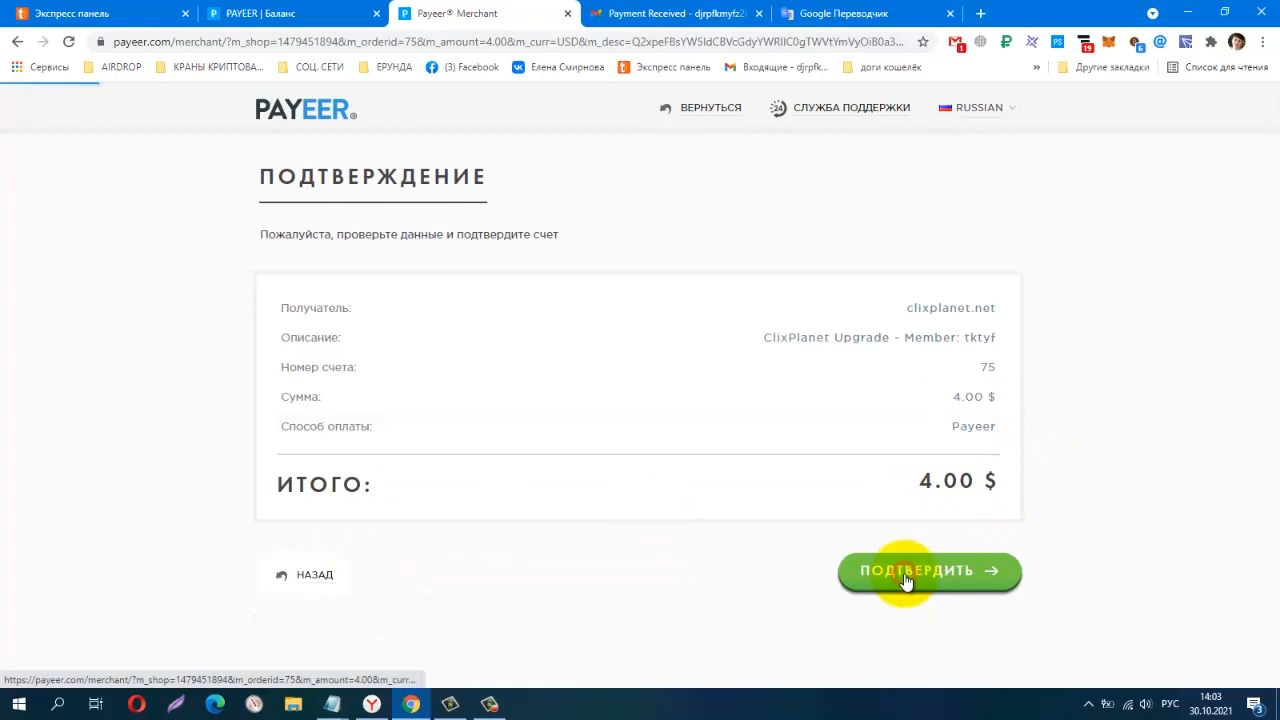 Экспресс панель
PAYEER | Баланс
Payeer® Merchant
Payment Received - djrpfkmyfz2
Google Переводчик
payeer.com/merchant/?m_shop=1479451894&m_orderid=75&m_amount=4.00&m_curr=USD&m_desc=Q2xpeFBsYW5ldCBVcGdyYWRlIC0gTWVtYmVyOiB0a3...
Сервисы
AIRDROP
КРАНЫ КРИПТОВА...
СОЦ. СЕТИ
ЕРУНДА
(3) Facebook
Елена Смирнова
Экспресс панель
Входящие - djrpfk...
доги кошелёк
»
Другие закладки
Список для чтения
PAYEER®
ВЕРНУТЬСЯ
24
СЛУЖБА ПОДДЕРЖКИ
RUSSIAN
ПОДТВЕРЖДЕНИЕ
Пожалуйста, проверьте данные и подтвердите счет
Получатель: clixplanet.net
Описание: ClixPlanet Upgrade - Member: tktyf
Номер счета: 75
Сумма: 4.00 $
Способ оплаты: Payeer
ИТОГО: 4.00 $
НАЗАД
ПОДТВЕРДИТЬ
https://payeer.com/merchant/?m_shop=1479451894&m_orderid=75&m_amount=4.00&m_curr...
РУС
14:03
30.10.2021